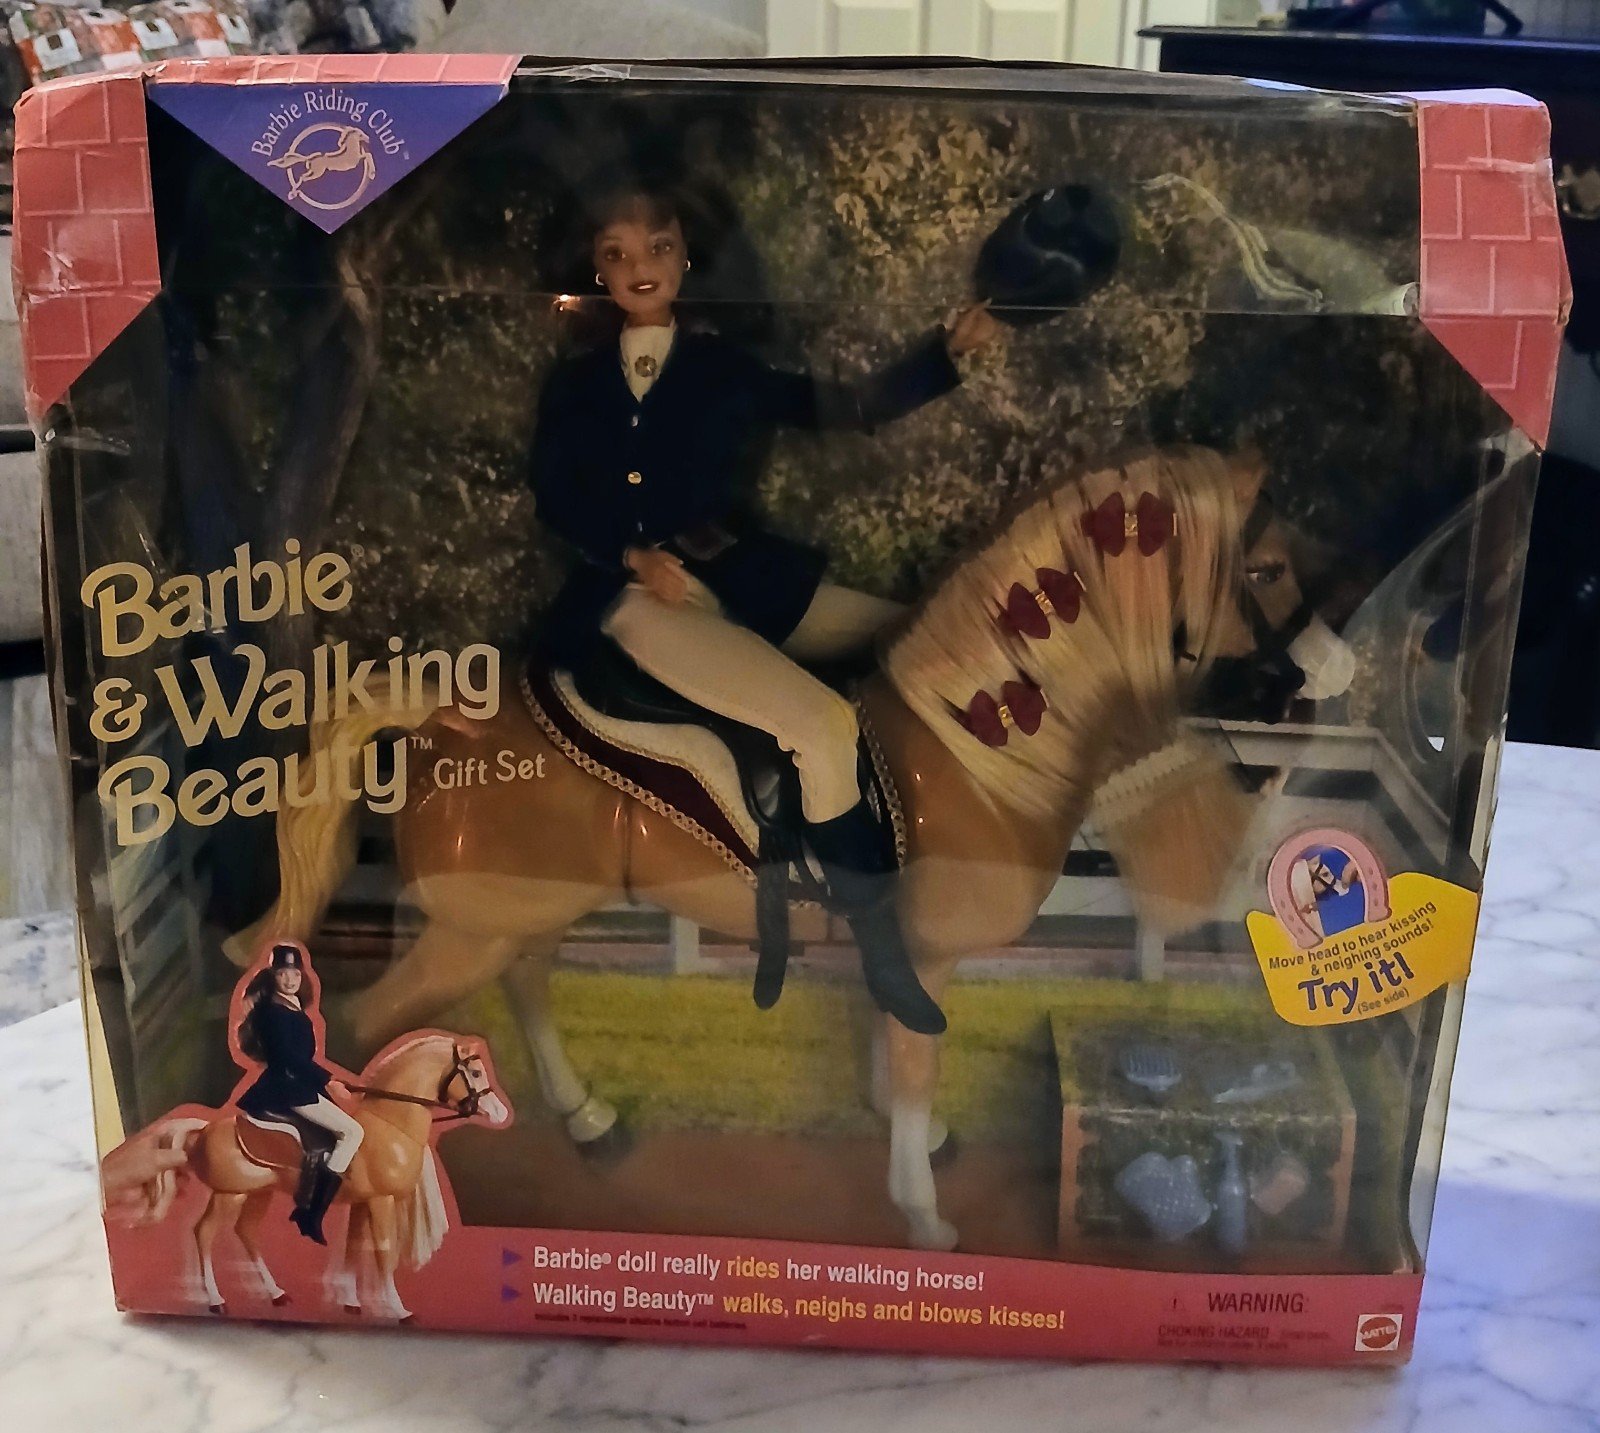 Barbie Riding Club™
Barbie®
& Walking
Beauty™ Gift Set
Move head to hear kissing
& neighing sounds!
Try it!
(See side)
Barbie® doll really rides her walking horse!
Walking Beauty™ walks, neighs and blows kisses!
! WARNING:
CHOKING HAZARD
MATTEL